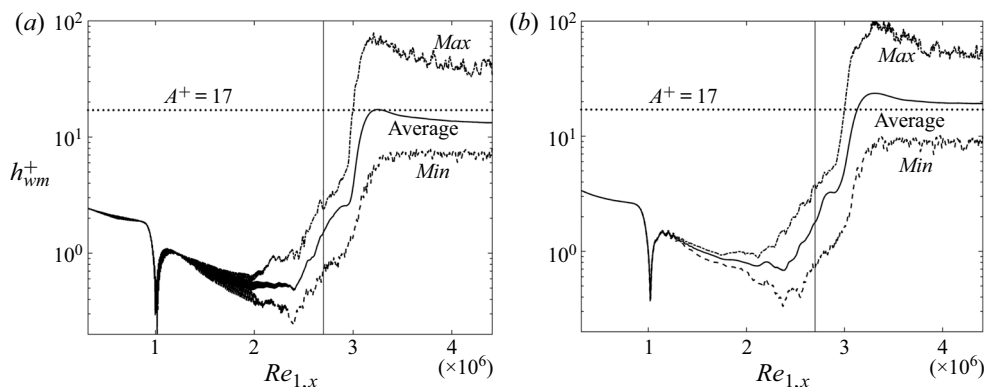 (a)
10²
10¹
10⁰
h⁺wm
A⁺ = 17
Max
Average
Min
1
2
3
4
(×10⁶)
Re₁,ₓ
(b)
10²
10¹
10⁰
A⁺ = 17
Max
Average
Min
1
2
3
4
(×10⁶)
Re₁,ₓ